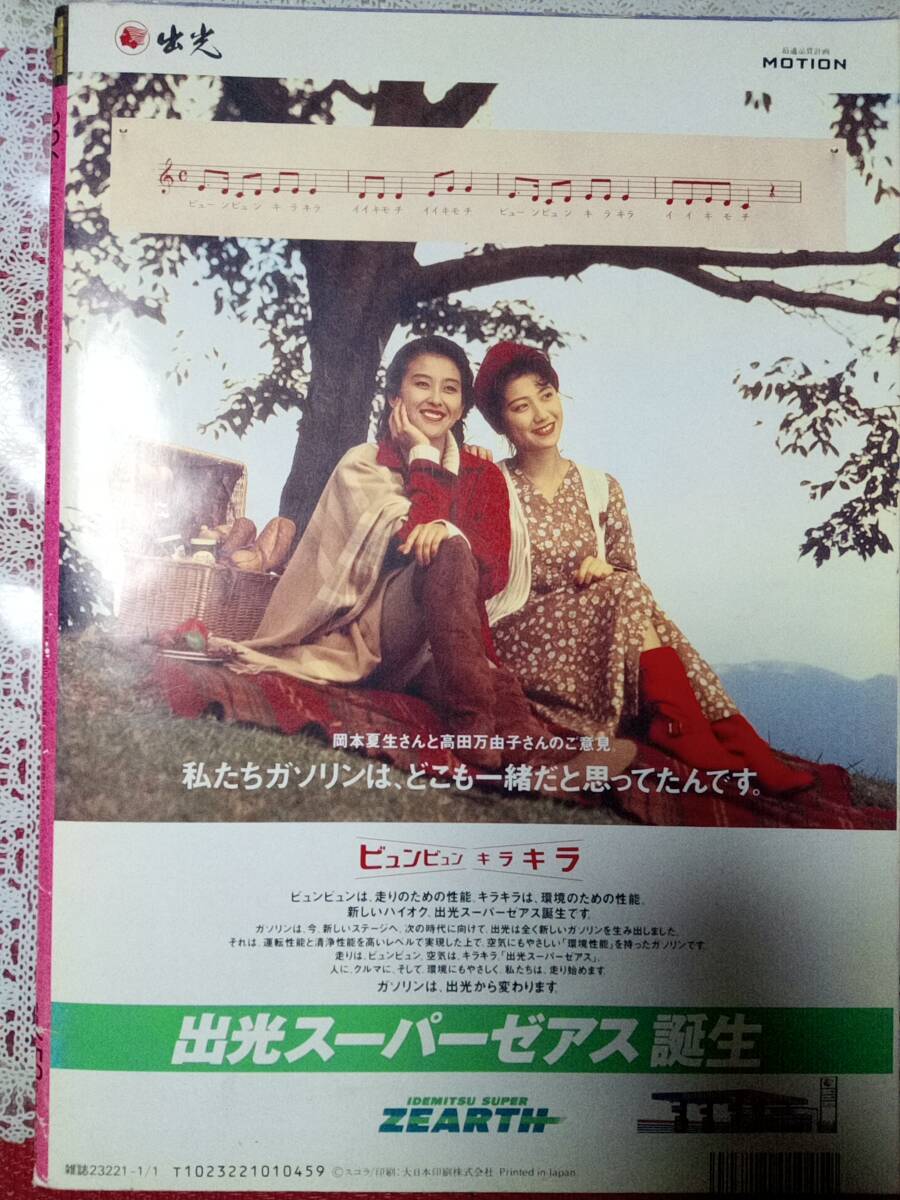 出光
最適品質計画
MOTION
ビューンビュン キラキラ イイキモチ イイキモチ ビューンビュン キラキラ イイキモチ
岡本夏生さんと高田万由子さんのご意見。
私たちガソリンは、どこも一緒だと思ってたんです。
ビュンビュン キラキラ
ビュンビュンは、走りのための性能。キラキラは、環境のための性能。
新しいハイオク、出光スーパーゼアス誕生です。
ガソリンは、今、新しいステージへ。次の時代に向けて、出光は全く新しいガソリンを生み出しました。
それは、運転性能と清浄性能を高いレベルで実現した上で、空気にもやさしい「環境性能」を持ったガソリンです。
走りは、ビュンビュン。空気は、キラキラ。「出光スーパーゼアス」。
人に、クルマに、そして、環境にもやさしく。私たちは、走り始めます。
ガソリンは、出光から変わります。
出光スーパーゼアス誕生
IDEMITSU SUPER
ZEARTH
雑誌23221-1/1 T1023221010459 ©スコラ/印刷:大日本印刷株式会社 Printed in Japan